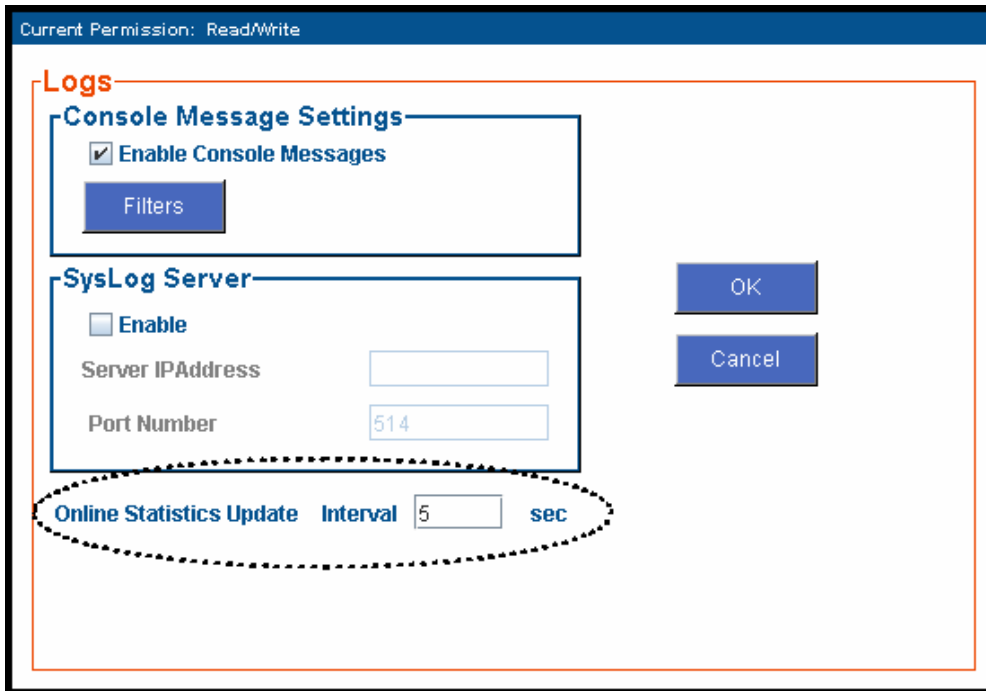 Current Permission: Read/Write
Logs
Console Message Settings
Enable Console Messages
Filters
SysLog Server
Enable
Server IPAddress
Port Number 514
OK
Cancel
Online Statistics Update Interval 5 sec